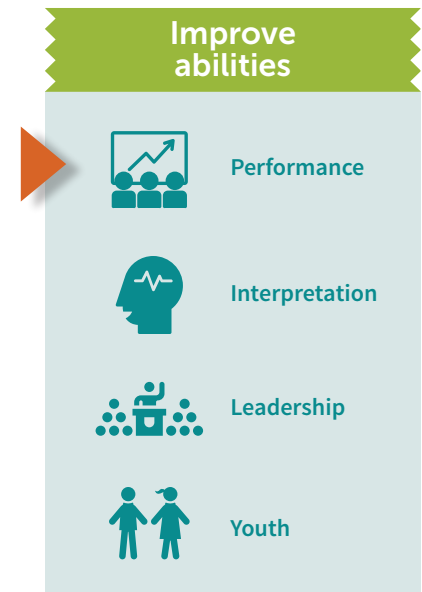 Improve
abilities
Performance
Interpretation
Leadership
Youth